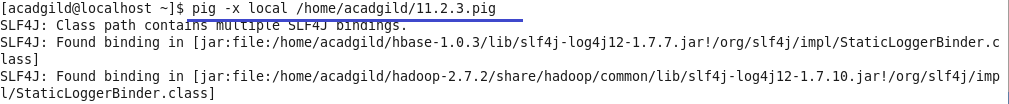 [acadgild@localhost ~]$ pig -x local /home/acadgild/11.2.3.pig
SLF4J: Class path contains multiple SLF4J bindings.
SLF4J: Found binding in [jar:file:/home/acadgild/hbase-1.0.3/lib/slf4j-log4j12-1.7.7.jar!/org/slf4j/impl/StaticLoggerBinder.c
lass]
SLF4J: Found binding in [jar:file:/home/acadgild/hadoop-2.7.2/share/hadoop/common/lib/slf4j-log4j12-1.7.10.jar!/org/slf4j/imp
l/StaticLoggerBinder.class]